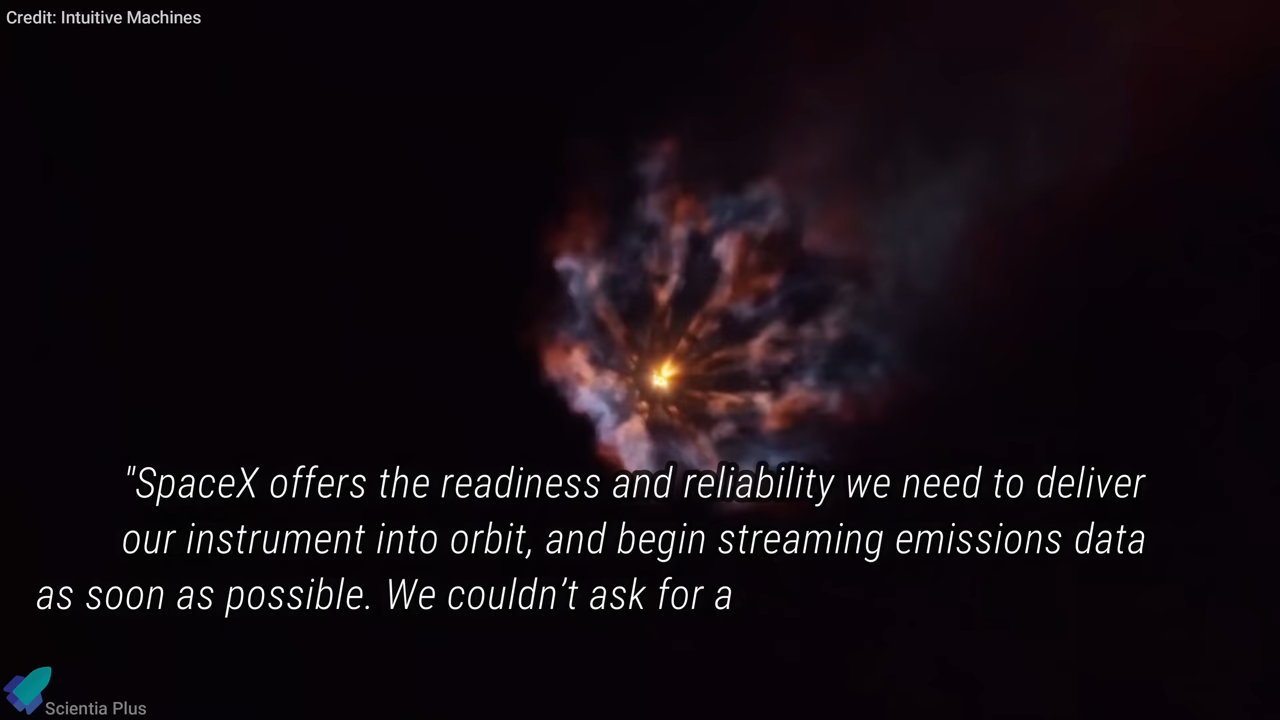 Credit: Intuitive Machines
"SpaceX offers the readiness and reliability we need to deliver
our instrument into orbit, and begin streaming emissions data
as soon as possible. We couldn’t ask for a
Scientia Plus